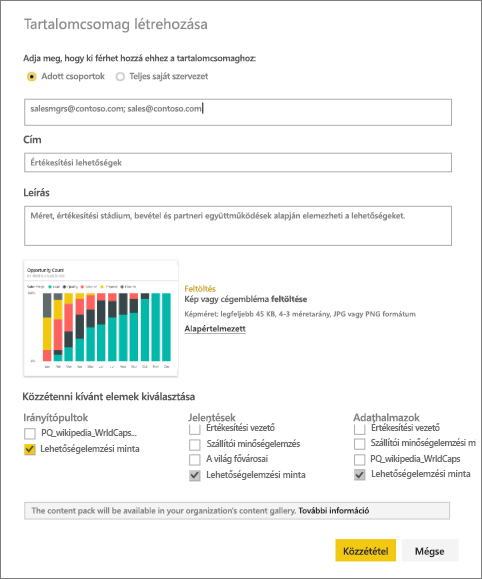 Tartalomcsomag létrehozása
Adja meg, hogy ki férhet hozzá ehhez a tartalomcsomaghoz:
Adott csoportok Teljes saját szervezet
salesmgrs@contoso.com; sales@contoso.com
Cím
Értékesítési lehetőségek
Leírás
Méret, értékesítési stádium, bevétel és partneri együttműködések alapján elemezheti a lehetőségeket.
Opportunity Count
100%
0%
Feltöltés
Kép vagy cégembléma feltöltése
Képméret: legfeljebb 45 KB, 4-3 méretarány, JPG vagy PNG formátum
Alapértelmezett
Közzétenni kívánt elemek kiválasztása
Irányítópultok
PQ_wikipedia_WrldCaps...
Lehetőségelemzési minta
Jelentések
Értékesítési vezető
Szállítói minőségelemzés
A világ fővárosai
Lehetőségelemzési minta
Adathalmazok
Értékesítési vezető
Szállítói minőségelemzési m
PQ_wikipedia_WrldCaps
Lehetőségelemzési minta
The content pack will be available in your organization's content gallery. További információ
Közzététel Mégse